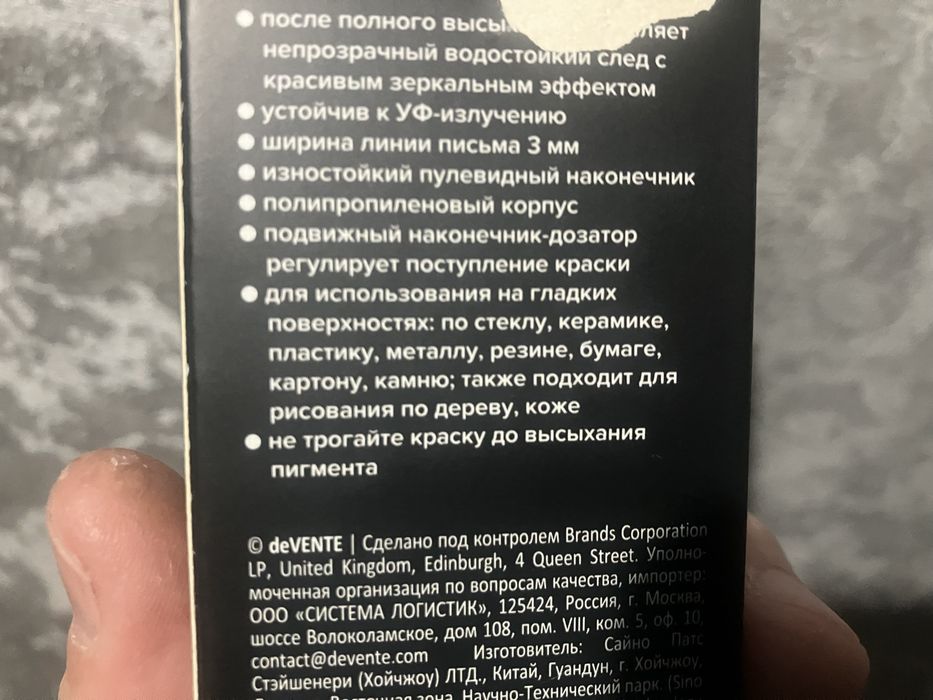 ● после полного
непрозрачный водостойкий след с
красивым зеркальным эффектом
● устойчив к УФ-излучению
● ширина линии письма 3 мм
● изностойкий пулевидный наконечник
● полипропиленовый корпус
● подвижный наконечник-дозатор
регулирует поступление краски
● для использования на гладких
поверхностях: по стеклу, керамике,
пластику, металлу, резине, бумаге,
картону, камню; также подходит для
рисования по дереву, коже
● не трогайте краску до высыхания
пигмента
© deVENTE | Сделано под контролем Brands Corporation
LP, United Kingdom, Edinburgh, 4 Queen Street. Уполно-
моченная организация по вопросам качества, импортер:
ООО «СИСТЕМА ЛОГИСТИК», 125424, Россия, г. Москва,
шоссе Волоколамское, дом 108, пом. VIII, ком. 5, оф. 10,
contact@devente.com Изготовитель: Сайно Патс
Стэйшенери (Хойчжоу) ЛТД., Китай, Гуандун, г. Хойчжоу,
зона, Научно-Технический парк. (Sino